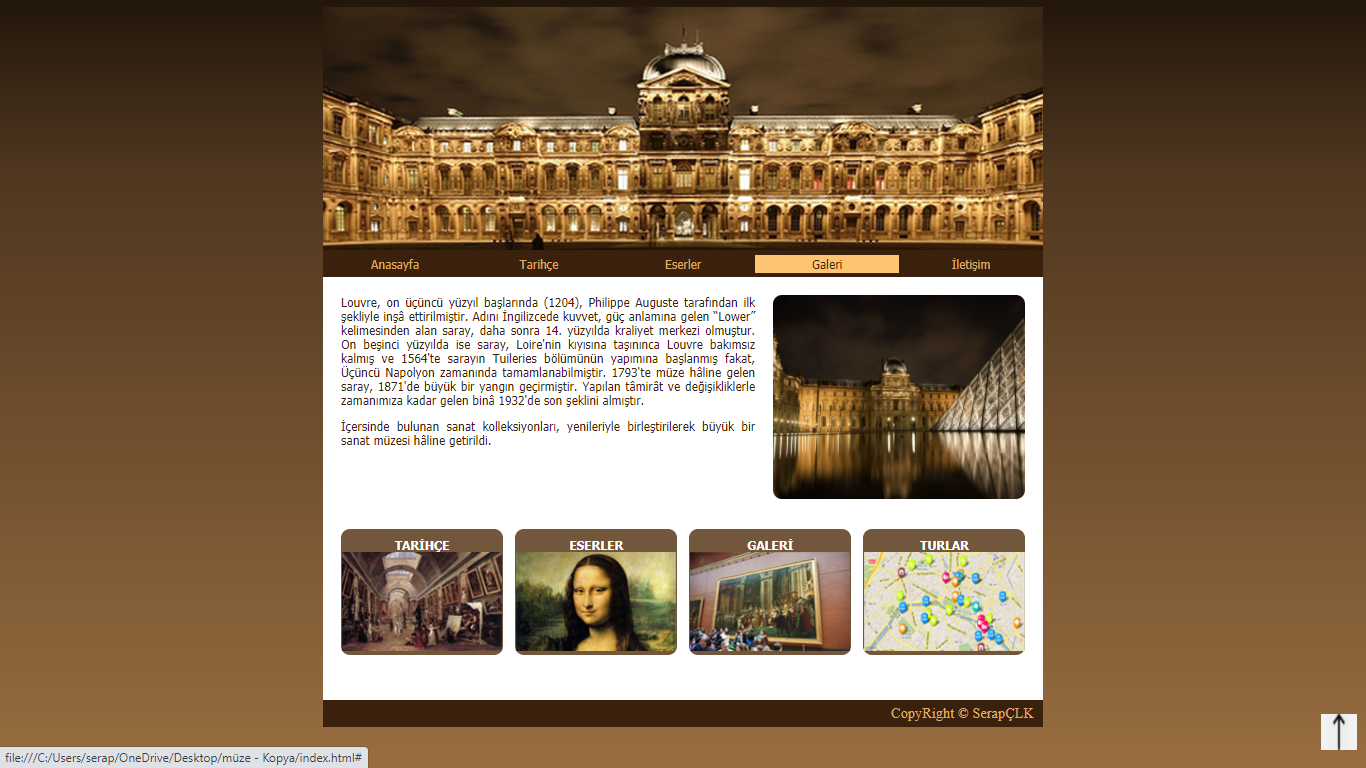 Anasayfa Tarihçe Eserler Galeri İletişim
Louvre, on üçüncü yüzyıl başlarında (1204), Philippe Auguste tarafından ilk
şekliyle inşâ ettirilmiştir. Adını İngilizcede kuvvet, güç anlamına gelen “Lower”
kelimesinden alan saray, daha sonra 14. yüzyılda kraliyet merkezi olmuştur.
On beşinci yüzyılda ise saray, Loire'nin kıyısına taşınınca Louvre bakımsız
kalmış ve 1564'te sarayın Tuileries bölümünün yapımına başlanmış fakat,
Üçüncü Napolyon zamanında tamamlanabilmiştir. 1793'te müze hâline gelen
saray, 1871'de büyük bir yangın geçirmiştir. Yapılan tâmirât ve değişikliklerle
zamanımıza kadar gelen binâ 1932'de son şeklini almıştır.
İçersinde bulunan sanat kolleksiyonları, yenileriyle birleştirilerek büyük bir
sanat müzesi hâline getirildi.
TARİHÇE ESERLER GALERİ TURLAR
CopyRight © SerapÇLK
file:///C:/Users/serap/OneDrive/Desktop/müze - Kopya/index.html#